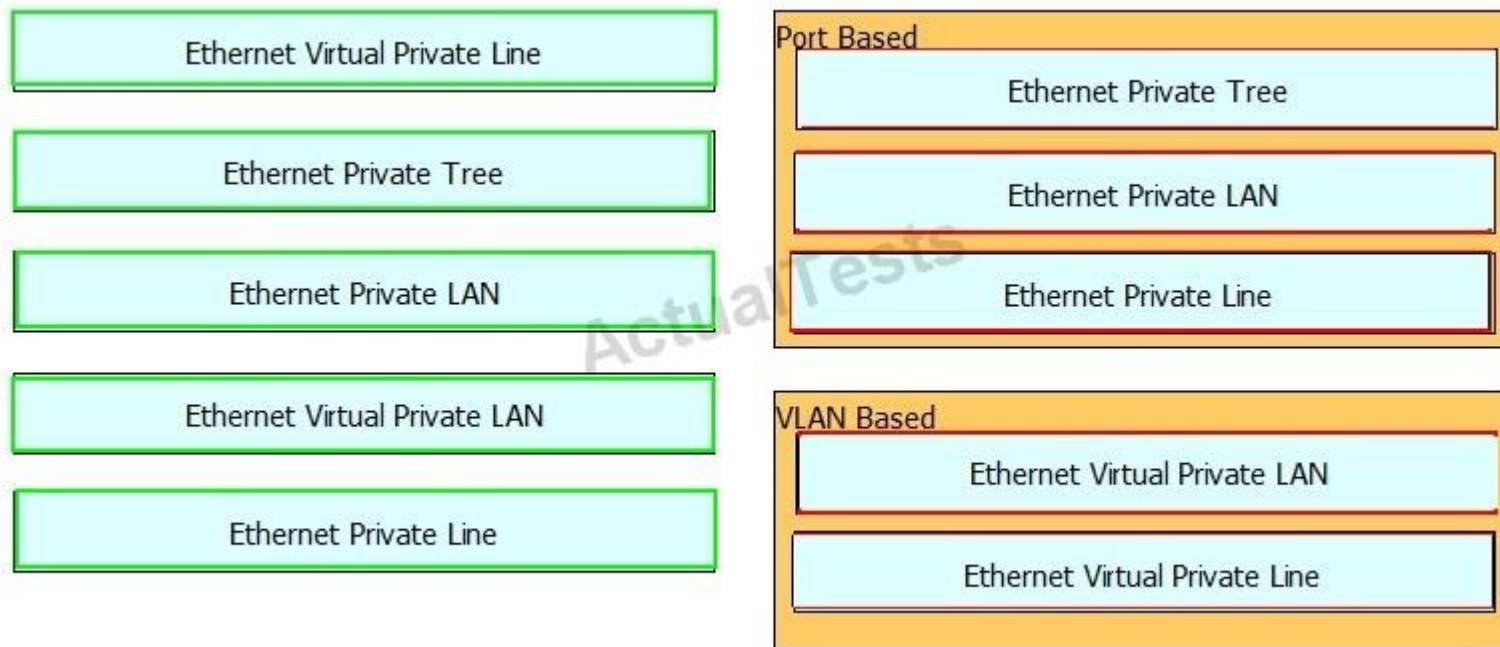 Ethernet Virtual Private Line
Ethernet Private Tree
Ethernet Private LAN
Ethernet Virtual Private LAN
Ethernet Private Line
Port Based
Ethernet Private Tree
Ethernet Private LAN
Ethernet Private Line
VLAN Based
Ethernet Virtual Private LAN
Ethernet Virtual Private Line
ActualTests